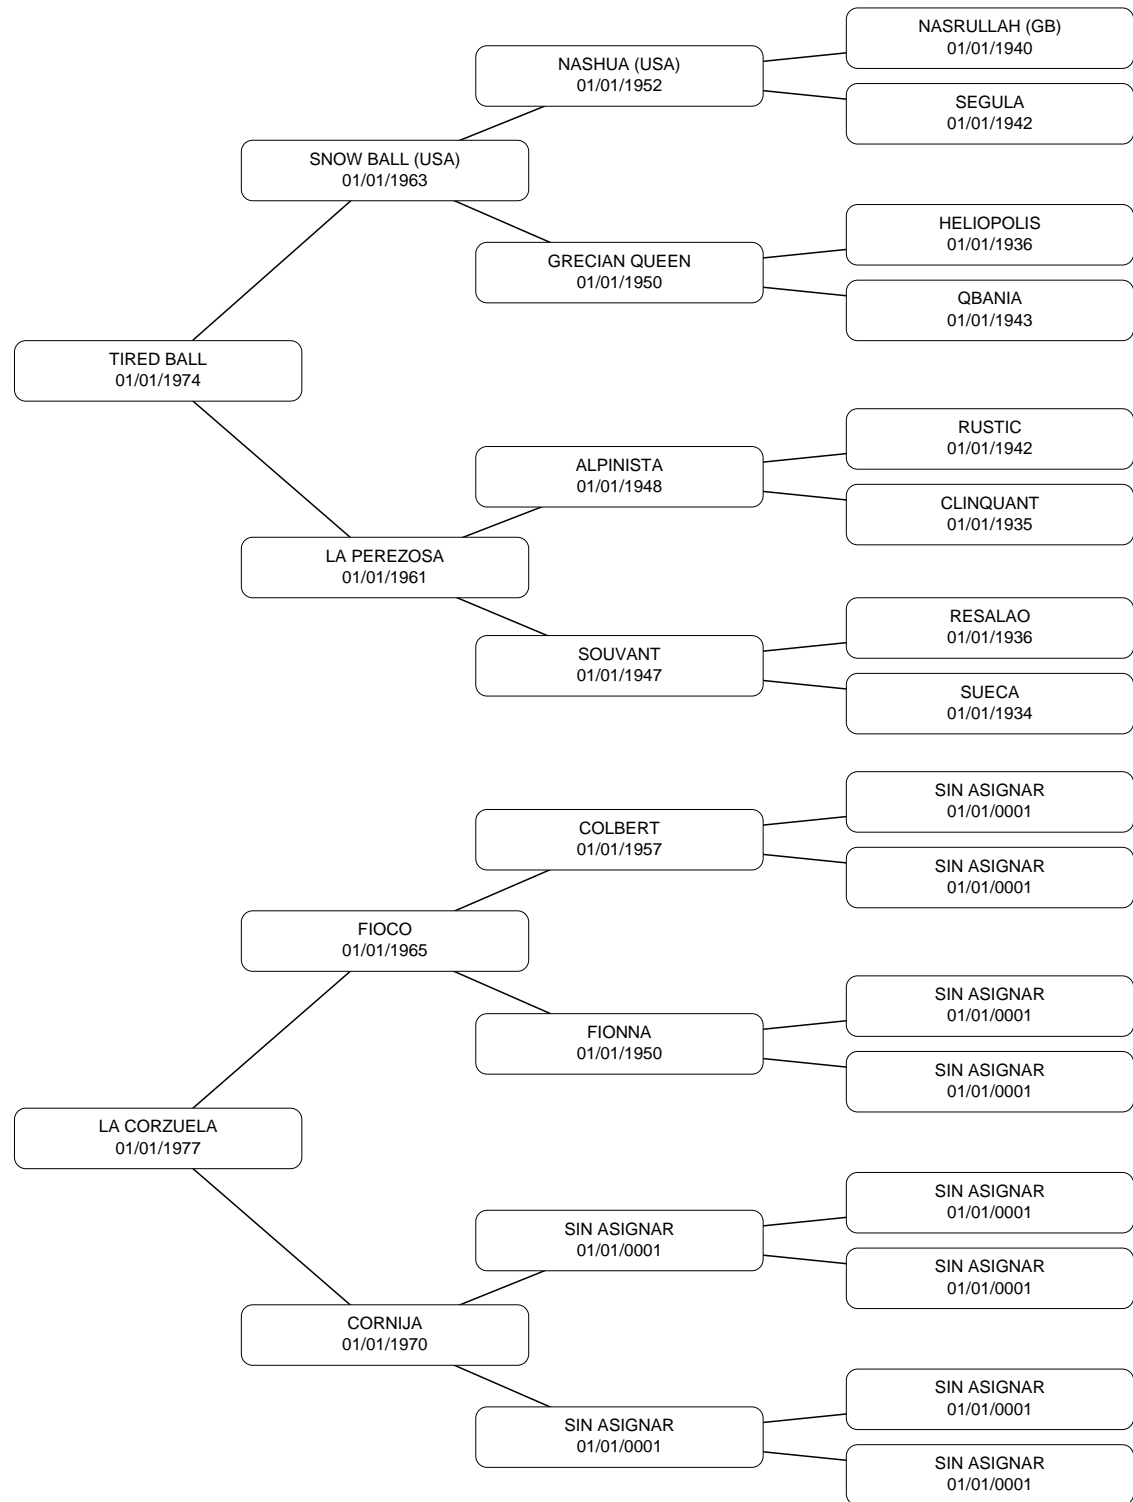 NASRULLAH (GB)
01/01/1940
NASHUA (USA)
01/01/1952
SEGULA
01/01/1942
SNOW BALL (USA)
01/01/1963
HELIOPOLIS
01/01/1936
GRECIAN QUEEN
01/01/1950
QBANIA
01/01/1943
TIRED BALL
01/01/1974
RUSTIC
01/01/1942
ALPINISTA
01/01/1948
CLINQUANT
01/01/1935
LA PEREZOSA
01/01/1961
RESALAO
01/01/1936
SOUVANT
01/01/1947
SUECA
01/01/1934
SIN ASIGNAR
01/01/0001
COLBERT
01/01/1957
SIN ASIGNAR
01/01/0001
FIOCO
01/01/1965
SIN ASIGNAR
01/01/0001
FIONNA
01/01/1950
SIN ASIGNAR
01/01/0001
LA CORZUELA
01/01/1977
SIN ASIGNAR
01/01/0001
SIN ASIGNAR
01/01/0001
SIN ASIGNAR
01/01/0001
CORNIJA
01/01/1970
SIN ASIGNAR
01/01/0001
SIN ASIGNAR
01/01/0001
SIN ASIGNAR
01/01/0001